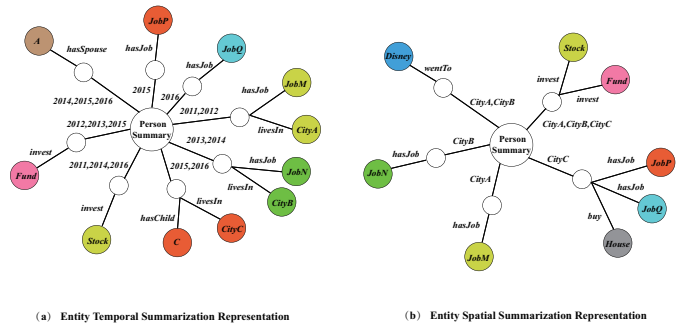 JobP
A
hasSpouse
hasJob
JobQ
hasJob
JobM
hasJob
2014,2015,2016
2015
2016
2011,2012
livesIn
CityA
2012,2013,2015
Person
Summary
2013,2014
hasJob
JobN
invest
Fund
2011,2014,2016
2015,2016
livesIn
CityB
invest
livesIn
hasChild
Stock
C
CityC
(a) Entity Temporal Summarization Representation
Disney
wentTo
Stock
invest
Fund
invest
CityA,CityB
CityA,CityB,CityC
CityB
Person
Summary
hasJob
JobN
CityC
hasJob
JobP
CityA
hasJob
JobQ
hasJob
buy
JobM
House
(b) Entity Spatial Summarization Representation